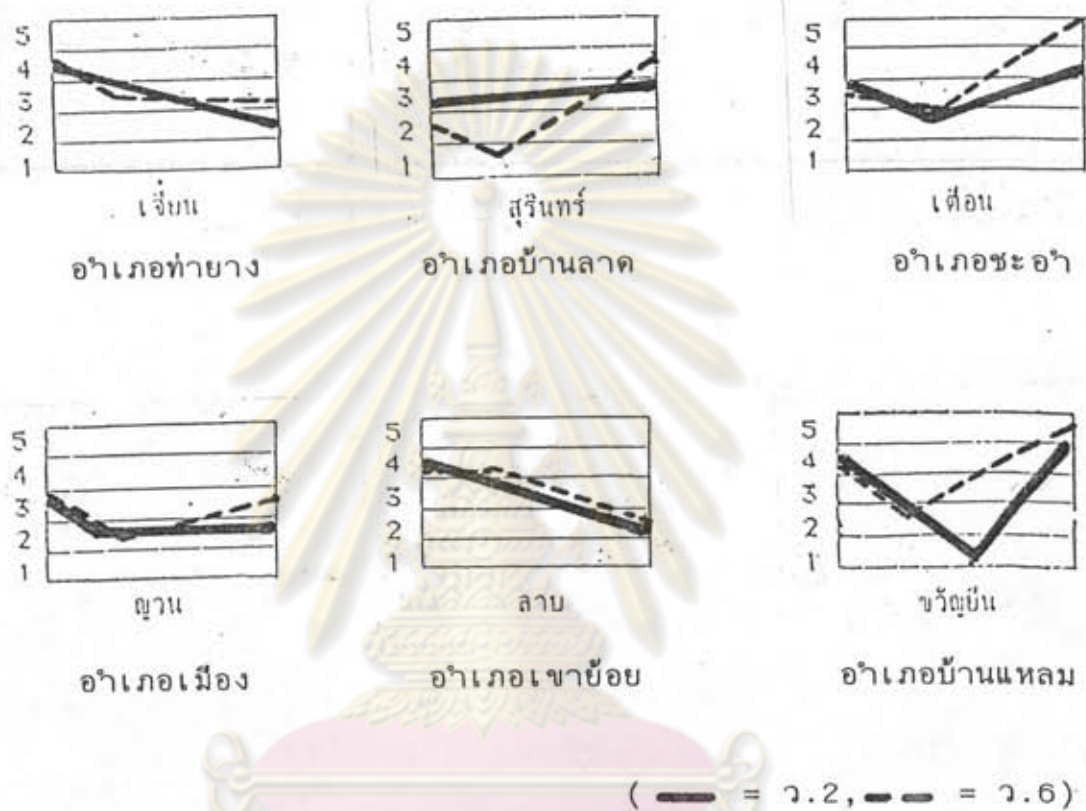 5 5 5
4 4 4
3 3 3
2 2 2
1 1 1
เจี๋ยน สุรินทร์ เตือน
อำเภอท่ายาง อำเภอบ้านลาด อำเภอชะอำ
5 5 5
4 4 4
3 3 3
2 2 2
1 1 1
ญวน ลาบ ขวัญยืน
อำเภอเมือง อำเภอเขาย้อย อำเภอบ้านแหลม
( = ว.2, = ว.6)